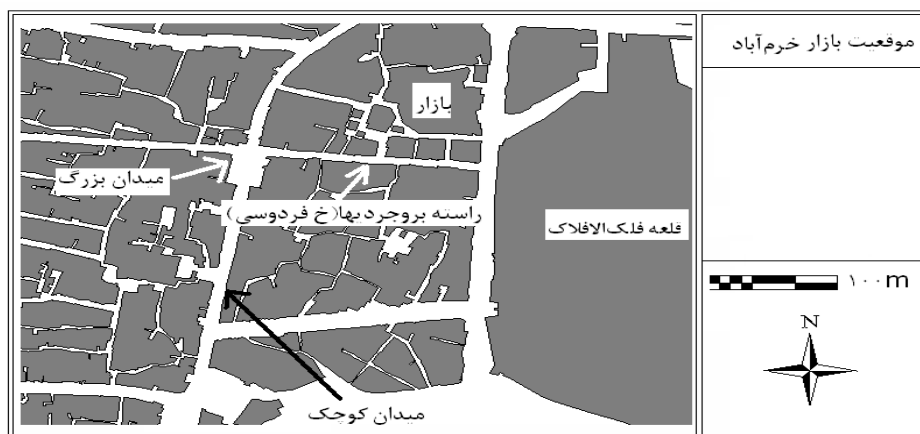 موقعیت بازار خرم‌آباد
بازار
میدان بزرگ
راسته بروجردیها(خ فردوسی)
قلعه فلک‌الافلاک
۱۰۰m
N
میدان کوچک